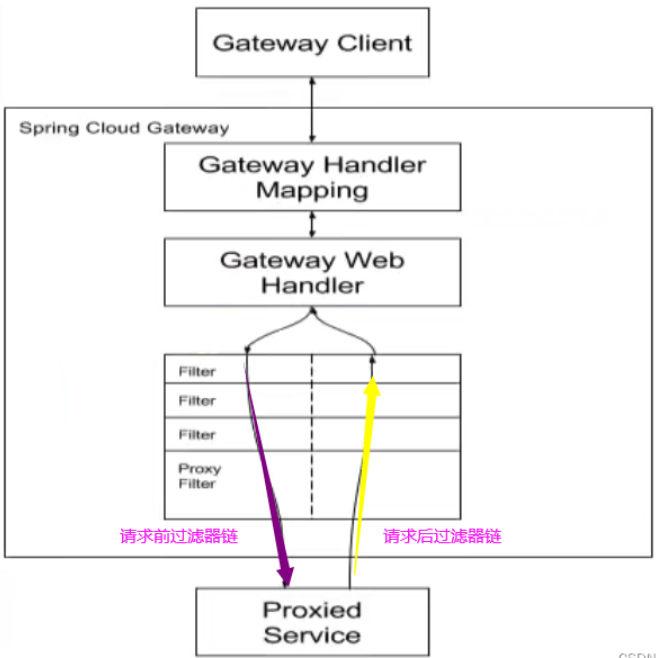 Gateway Client
Spring Cloud Gateway
Gateway Handler
Mapping
Gateway Web
Handler
Filter
Filter
Filter
Proxy
Filter
请求前过滤器链
请求后过滤器链
Proxied
Service